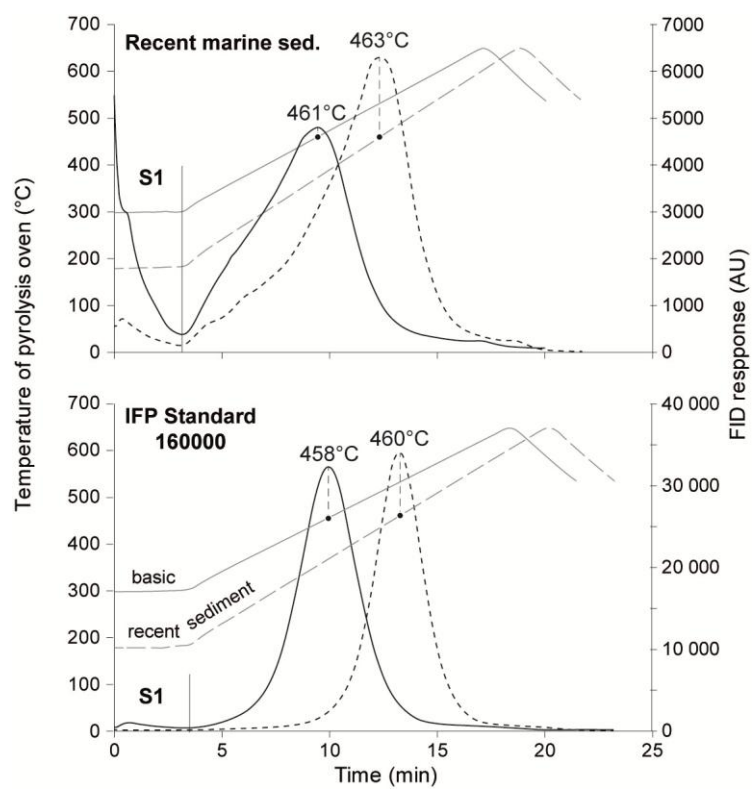 Recent marine sed.
463°C
461°C
S1
700
600
500
400
300
200
100
0
7000
6000
5000
4000
3000
2000
1000
0
Temperature of pyrolysis oven (°C)
FID respponse (AU)
IFP Standard
160000
458°C
460°C
basic
recent sediment
S1
700
600
500
400
300
200
100
0
40 000
30 000
20 000
10 000
0
0 5 10 15 20 25
Time (min)